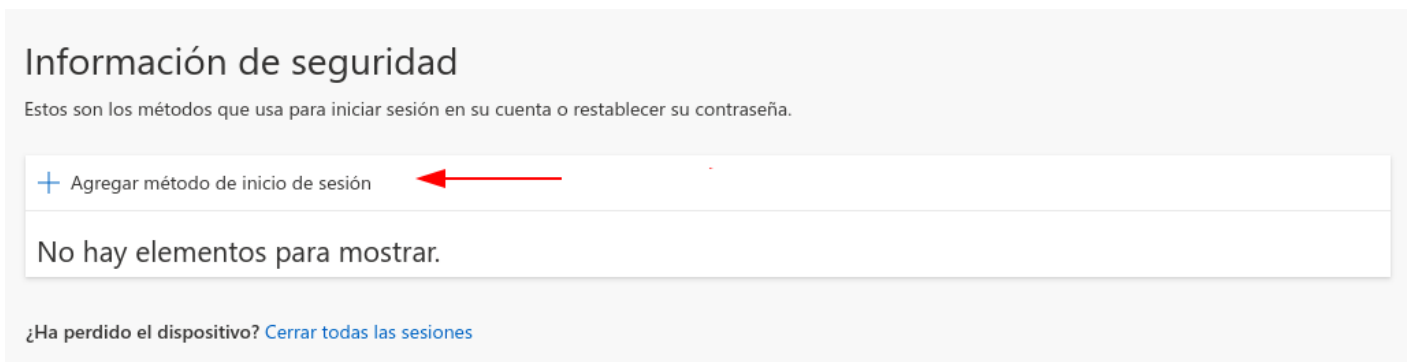 Información de seguridad
Estos son los métodos que usa para iniciar sesión en su cuenta o restablecer su contraseña.
Agregar método de inicio de sesión
No hay elementos para mostrar.
¿Ha perdido el dispositivo? Cerrar todas las sesiones